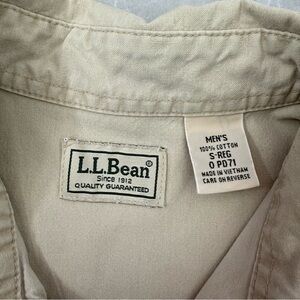 L.L.Bean®
Since 1912
QUALITY GUARANTEED
MEN'S
100% COTTON
S-REG
0 PD71
MADE IN VIETNAM
CARE ON REVERSE